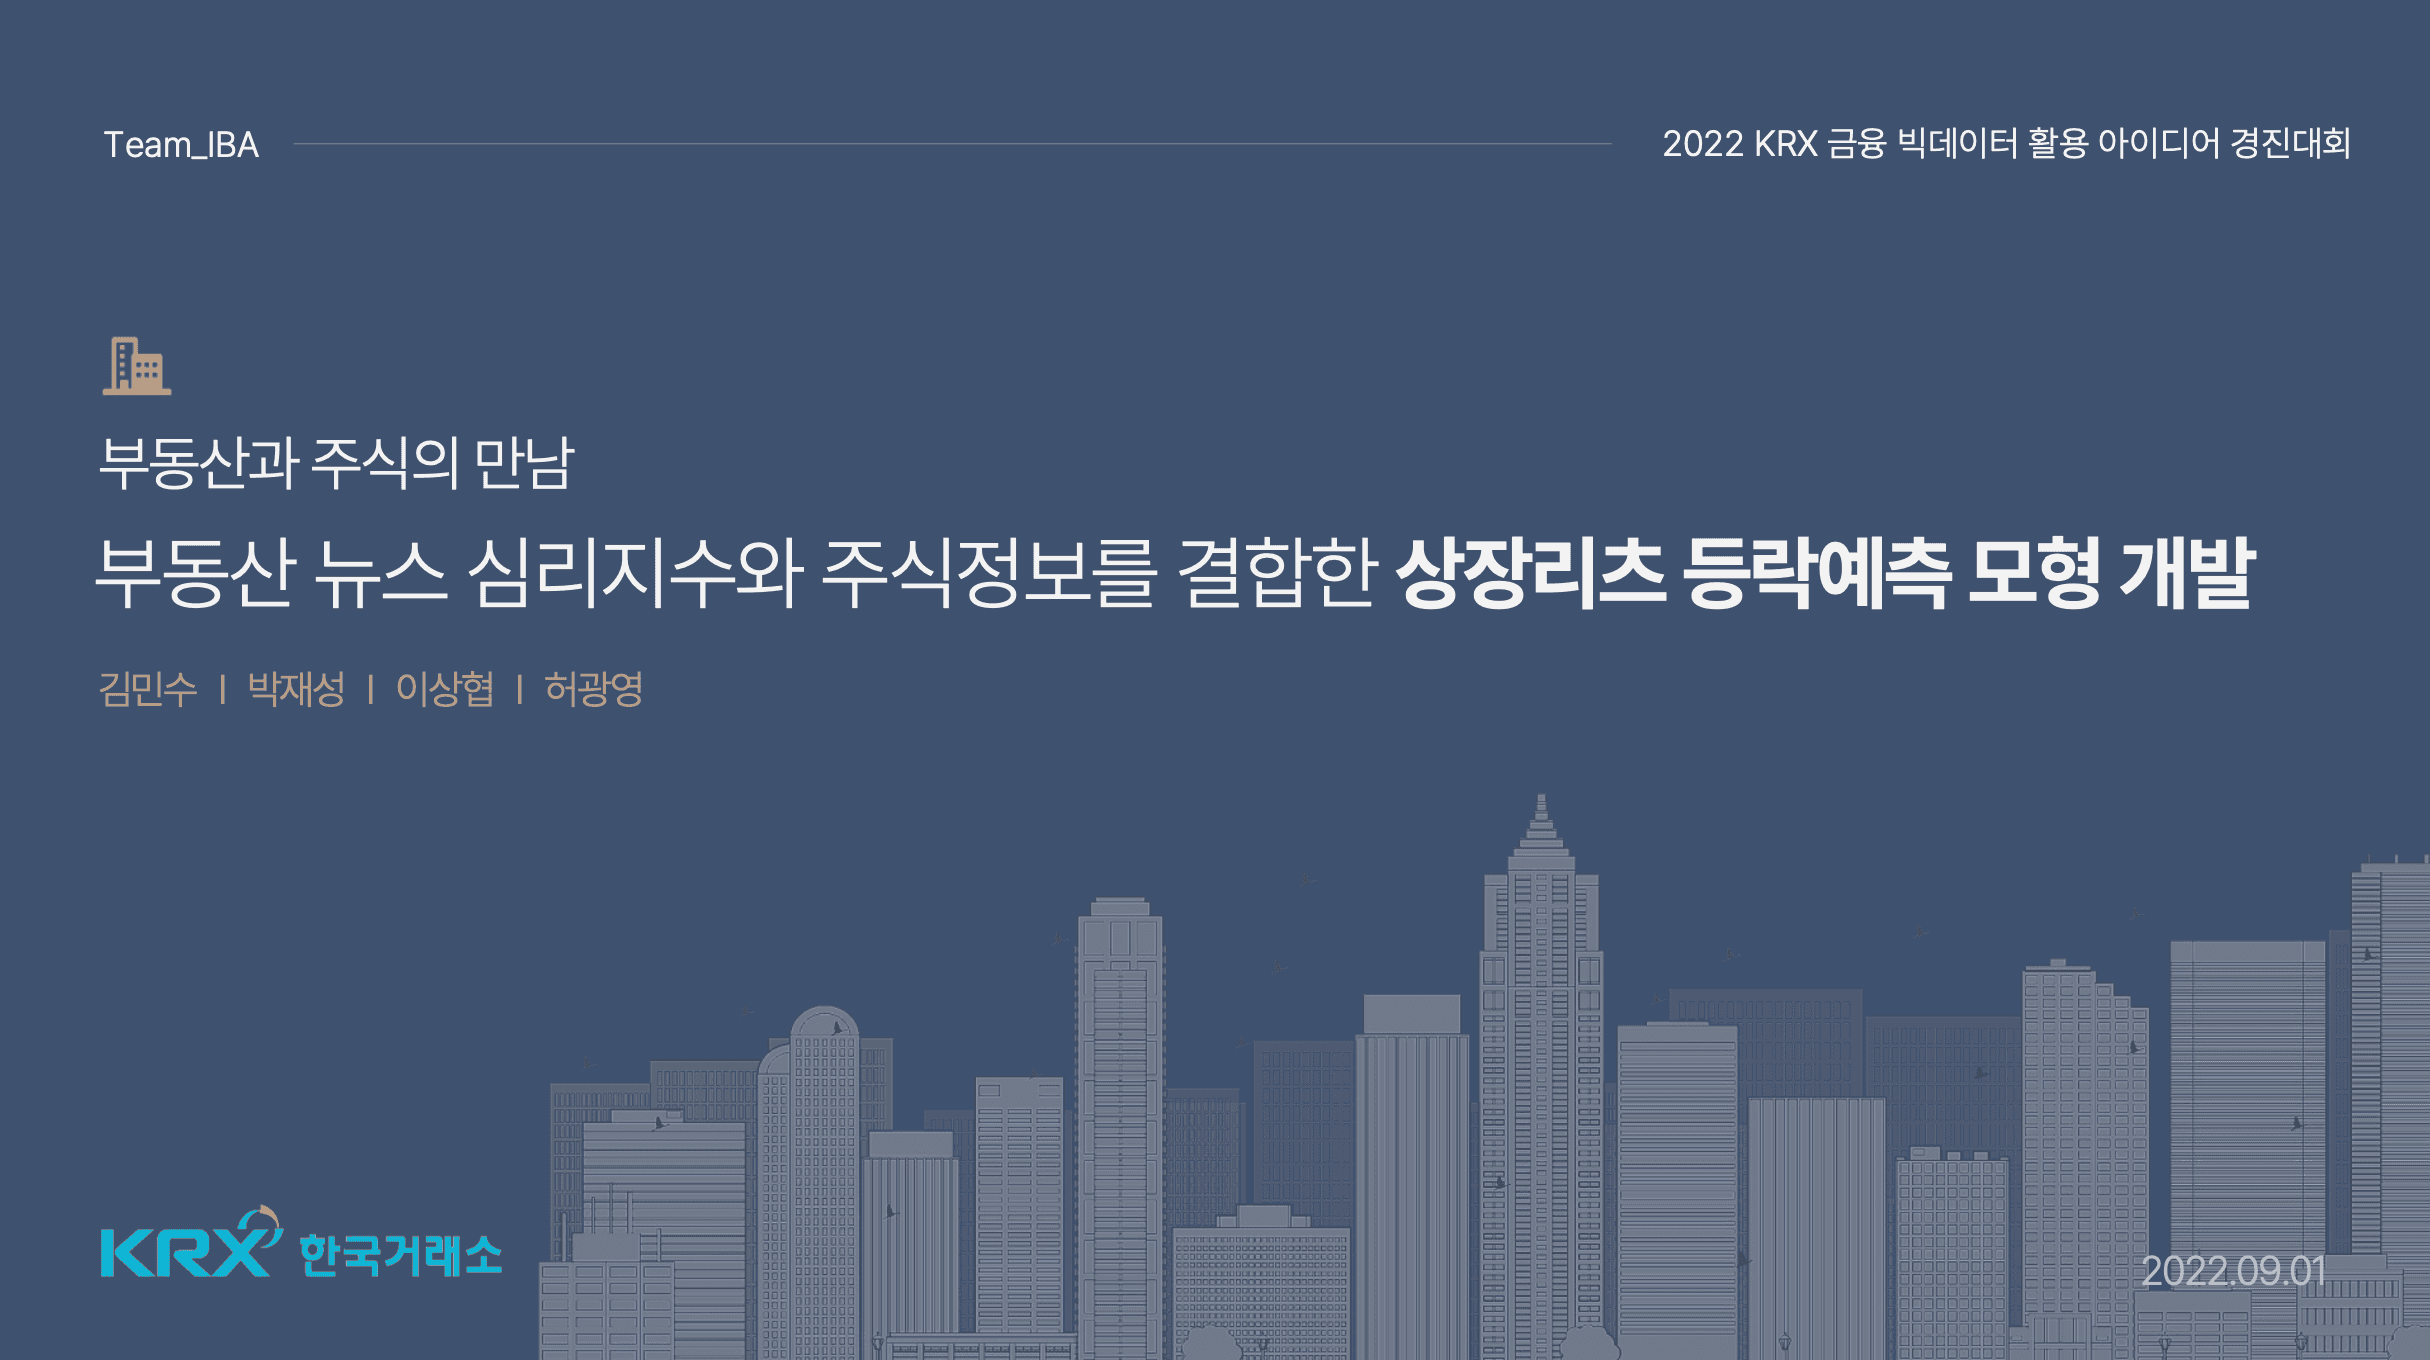 Team_IBA
2022 KRX 금융 빅데이터 활용 아이디어 경진대회
부동산과 주식의 만남
부동산 뉴스 심리지수와 주식정보를 결합한 상장리츠 등락예측 모형 개발
김민수 | 박재성 | 이상협 | 허광영
KRX 한국거래소
2022.09.01